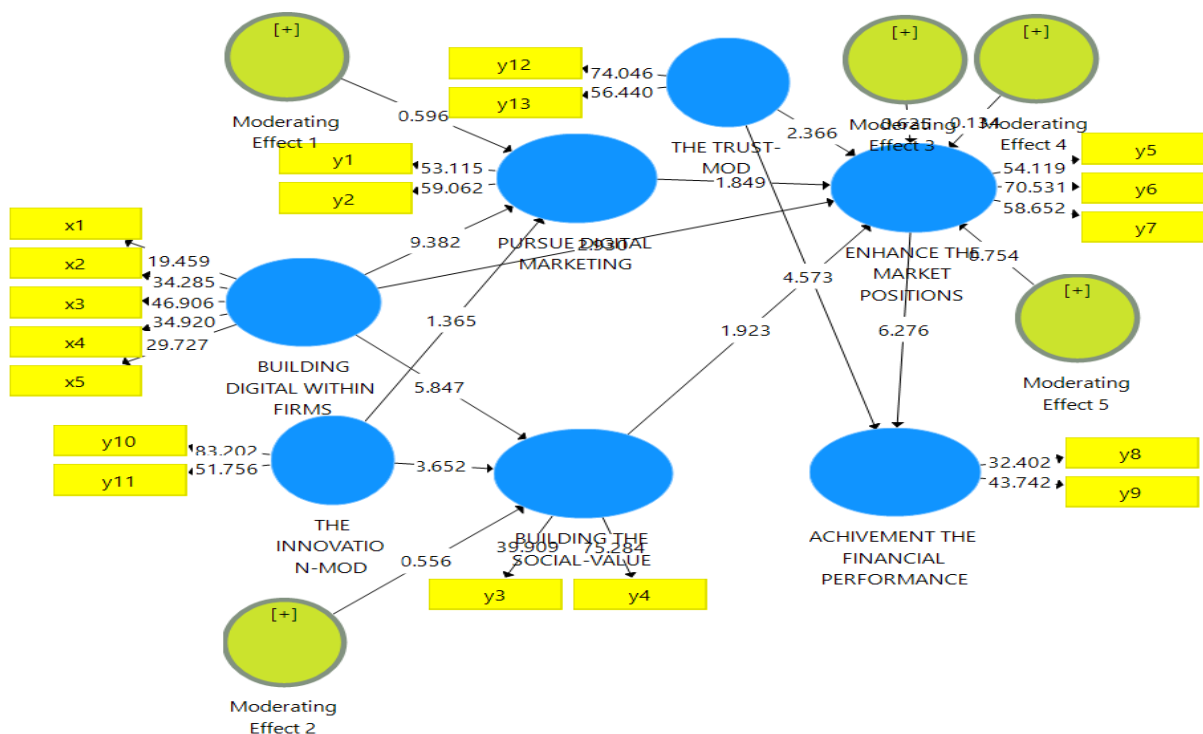 [+]
[+]
[+]
y12
74.046
y13
56.440
Moderating
Effect 1
0.596
THE TRUST-
MOD
2.366
0.625
Moderating
Effect 3
0.134
Moderating
Effect 4
y1
53.115
y2
59.062
54.119
y5
70.531
y6
58.652
y7
1.849
x1
x2
x3
x4
x5
19.459
34.285
46.906
34.920
29.727
9.382
PURSUE DIGITAL
MARKETING
2.930
ENHANCE THE
MARKET
POSITIONS
4.573
[+]
1.365
1.923
6.276
BUILDING
DIGITAL WITHIN
FIRMS
Moderating
Effect 5
5.847
y10
83.202
y11
51.756
3.652
32.402
y8
43.742
y9
THE
INNOVATIO
N-MOD
BUILDING THE
SOCIAL-VALUE
39.909
75.284
ACHIVEMENT THE
FINANCIAL
PERFORMANCE
0.556
y3
y4
[+]
Moderating
Effect 2